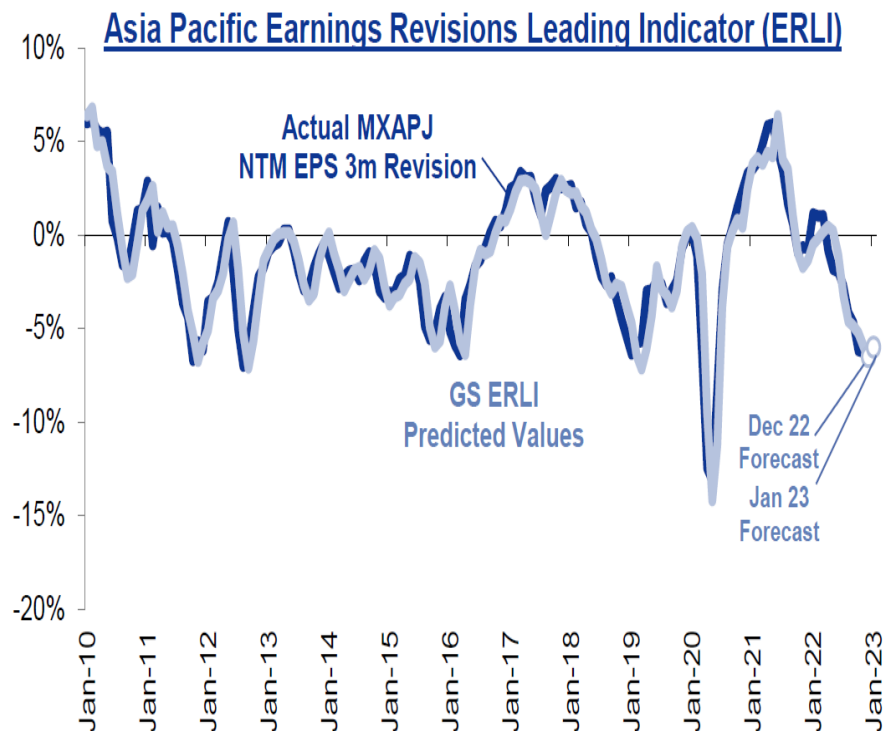 Asia Pacific Earnings Revisions Leading Indicator (ERLI)
10%
5%
0%
-5%
-10%
-15%
-20%
Actual MXAPJ
NTM EPS 3m Revision
GS ERLI
Predicted Values
Dec 22
Forecast
Jan 23
Forecast
Jan-10
Jan-11
Jan-12
Jan-13
Jan-14
Jan-15
Jan-16
Jan-17
Jan-18
Jan-19
Jan-20
Jan-21
Jan-22
Jan-23